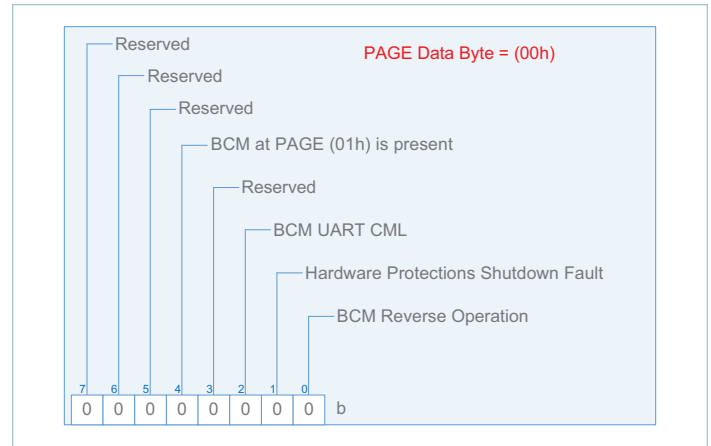 Reserved
PAGE Data Byte = (00h)
Reserved
Reserved
BCM at PAGE (01h) is present
Reserved
BCM UART CML
Hardware Protections Shutdown Fault
BCM Reverse Operation
7 6 5 4 3 2 1 0
0 0 0 0 0 0 0 0 b